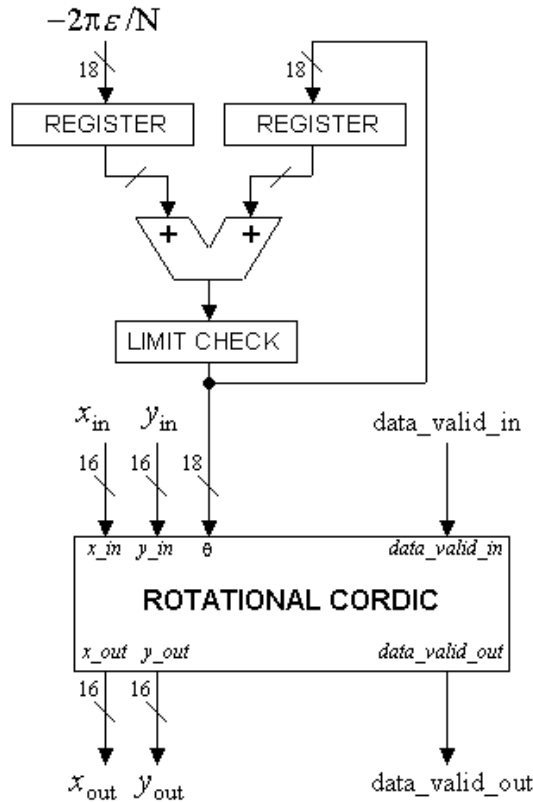 −2πε/N
18 18
REGISTER REGISTER
+ +
LIMIT CHECK
x_in y_in data_valid_in
16 16 18
x_in y_in θ data_valid_in
ROTATIONAL CORDIC
x_out y_out data_valid_out
16 16
x_out y_out data_valid_out